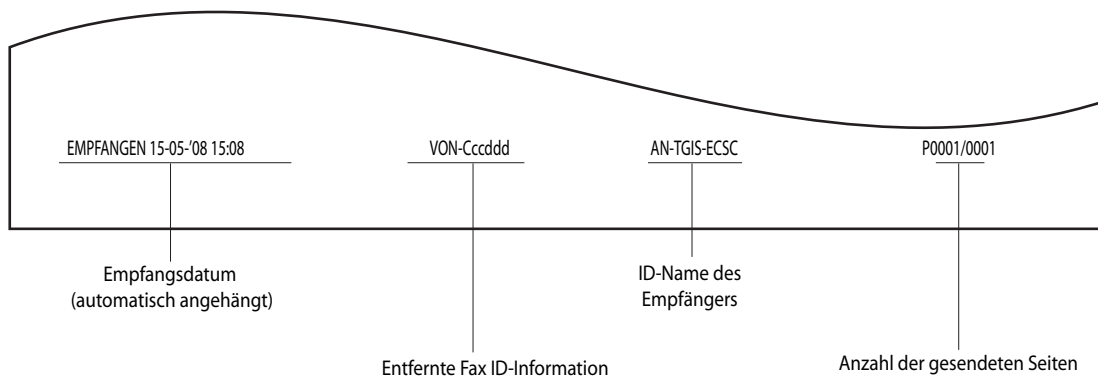 EMPFANGEN 15-05-'08 15:08 VON-Cccddd AN-TGIS-ECSC P0001/0001
Empfangsdatum
(automatisch angehängt)
ID-Name des
Empfängers
Entfernte Fax ID-Information
Anzahl der gesendeten Seiten